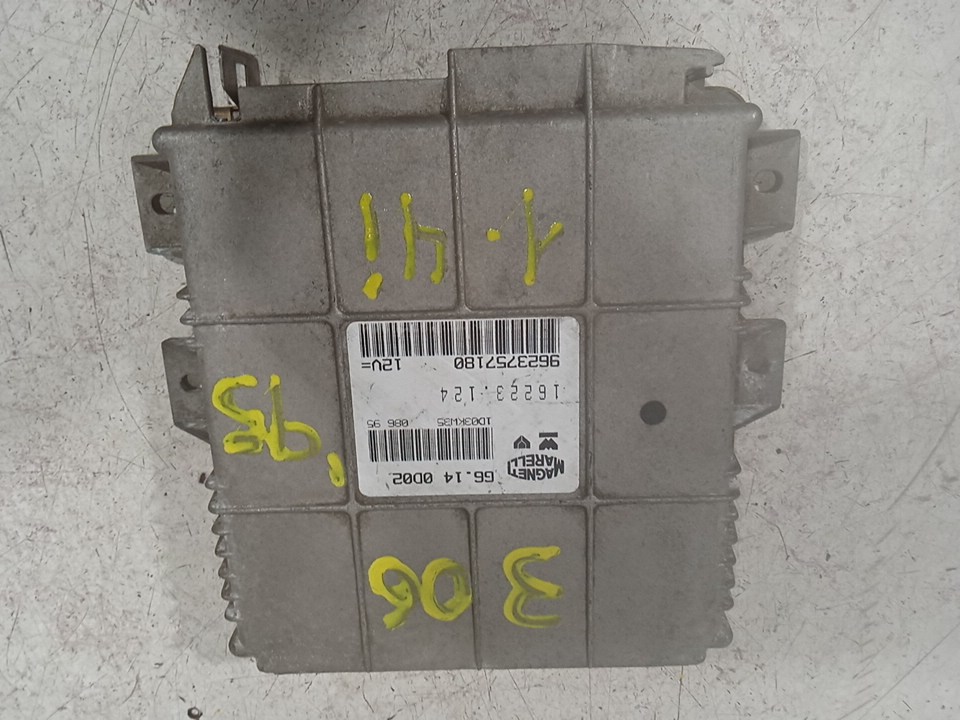 306
MAGNETI
MARELLI
G6.14 0D02
1D03KW35 086 95
16223.124
9623757180 12V=
'95
1.4i